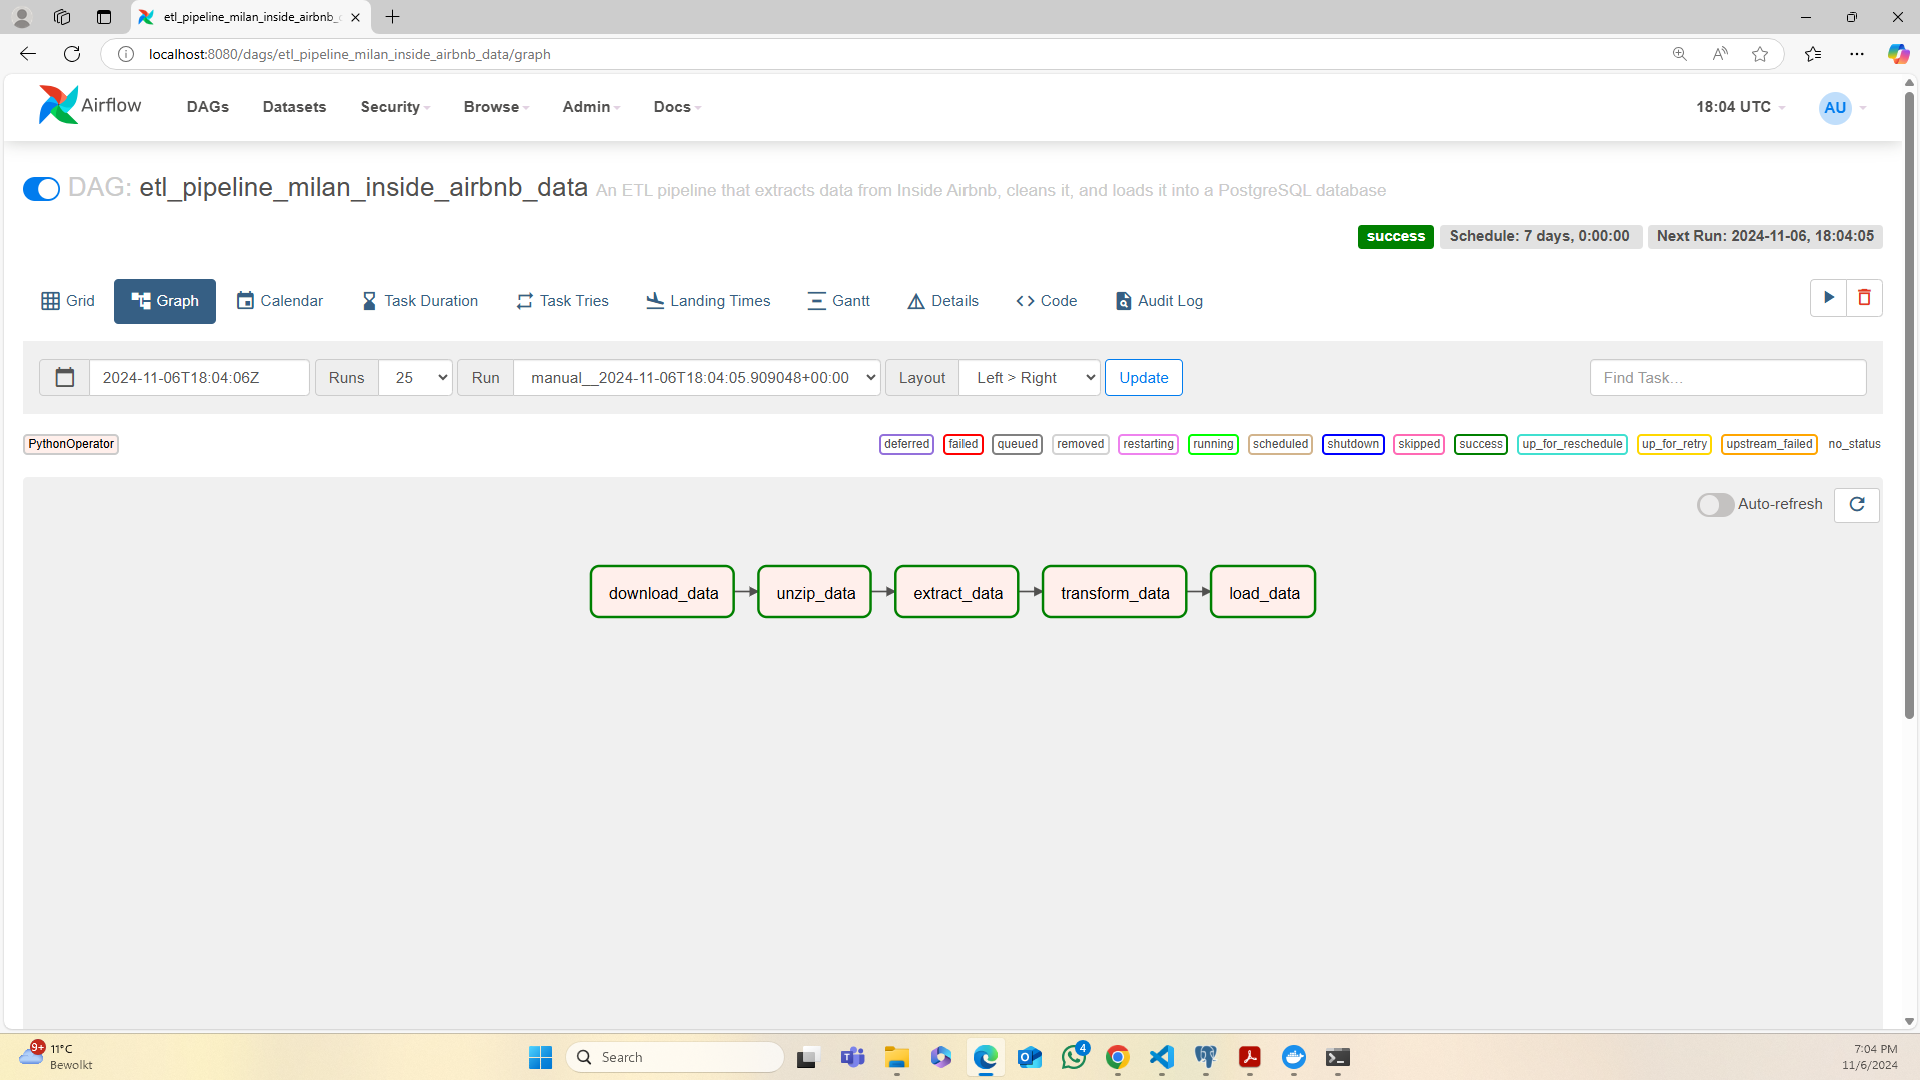 etl_pipeline_milan_inside_airbnb_
localhost:8080/dags/etl_pipeline_milan_inside_airbnb_data/graph
Airflow DAGs Datasets Security Browse Admin Docs 18:04 UTC AU
DAG: etl_pipeline_milan_inside_airbnb_data An ETL pipeline that extracts data from Inside Airbnb, cleans it, and loads it into a PostgreSQL database
success Schedule: 7 days, 0:00:00 Next Run: 2024-11-06, 18:04:05
Grid Graph Calendar Task Duration Task Tries Landing Times Gantt Details Code Audit Log
2024-11-06T18:04:06Z Runs 25 Run manual__2024-11-06T18:04:05.909048+00:00 Layout Left > Right Update Find Task...
PythonOperator deferred failed queued removed restarting running scheduled shutdown skipped success up_for_reschedule up_for_retry upstream_failed no_status
Auto-refresh
download_data unzip_data extract_data transform_data load_data
9+ 11°C
Bewolkt
Search
4
7:04 PM
11/6/2024